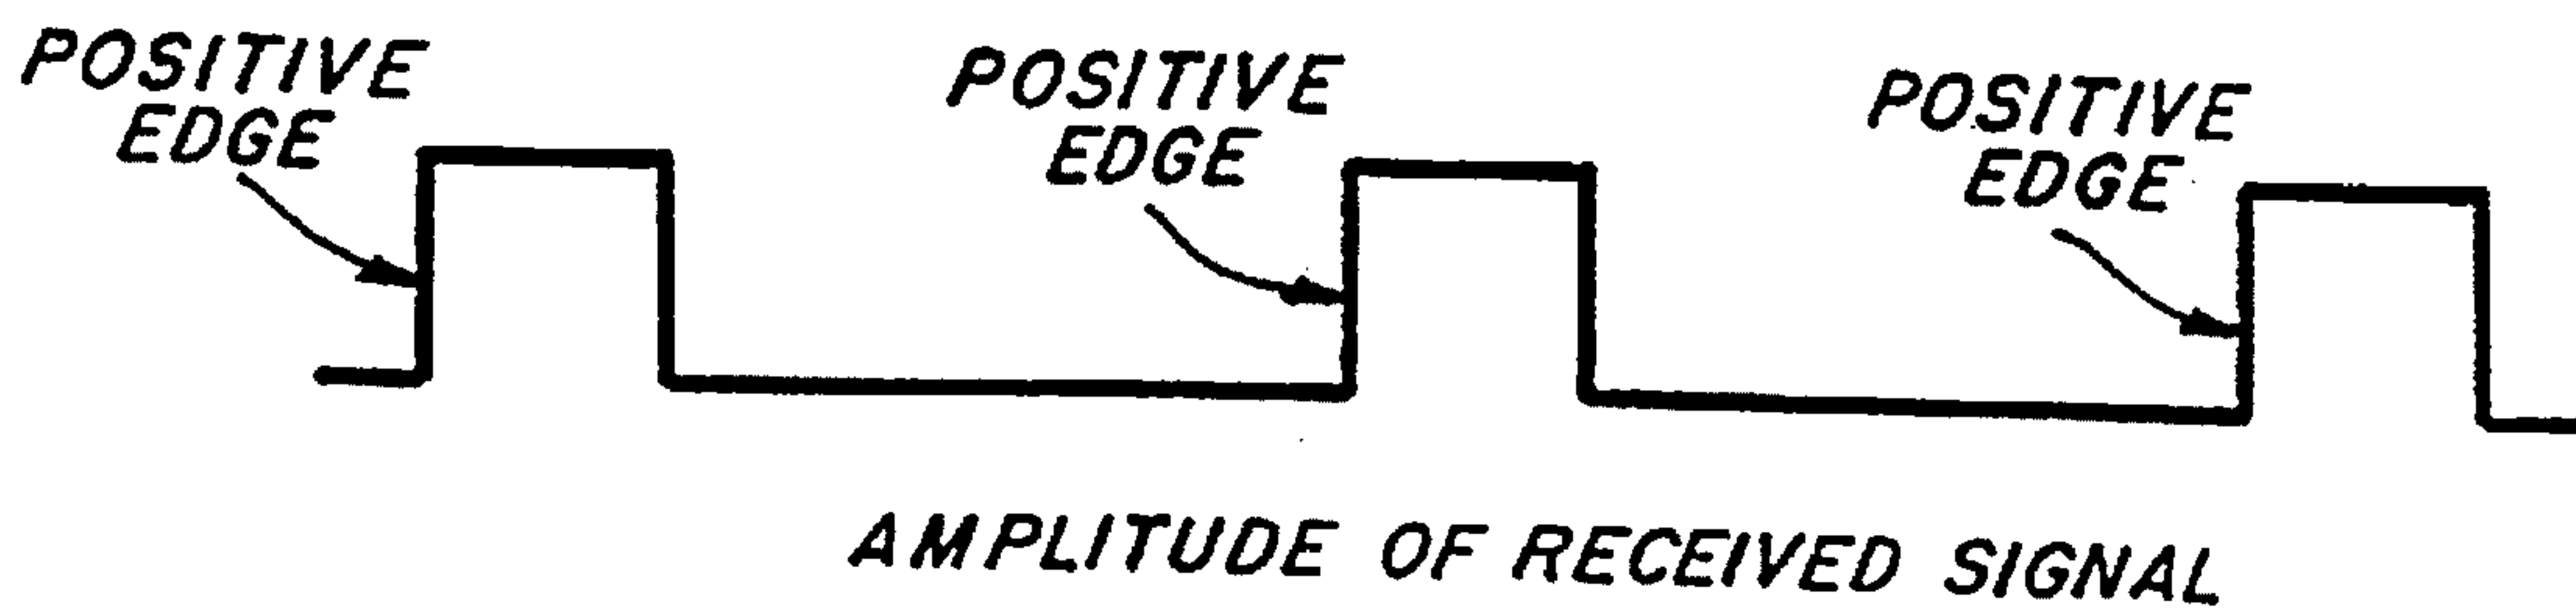 POSITIVE
EDGE
POSITIVE
EDGE
POSITIVE
EDGE
AMPLITUDE OF RECEIVED SIGNAL